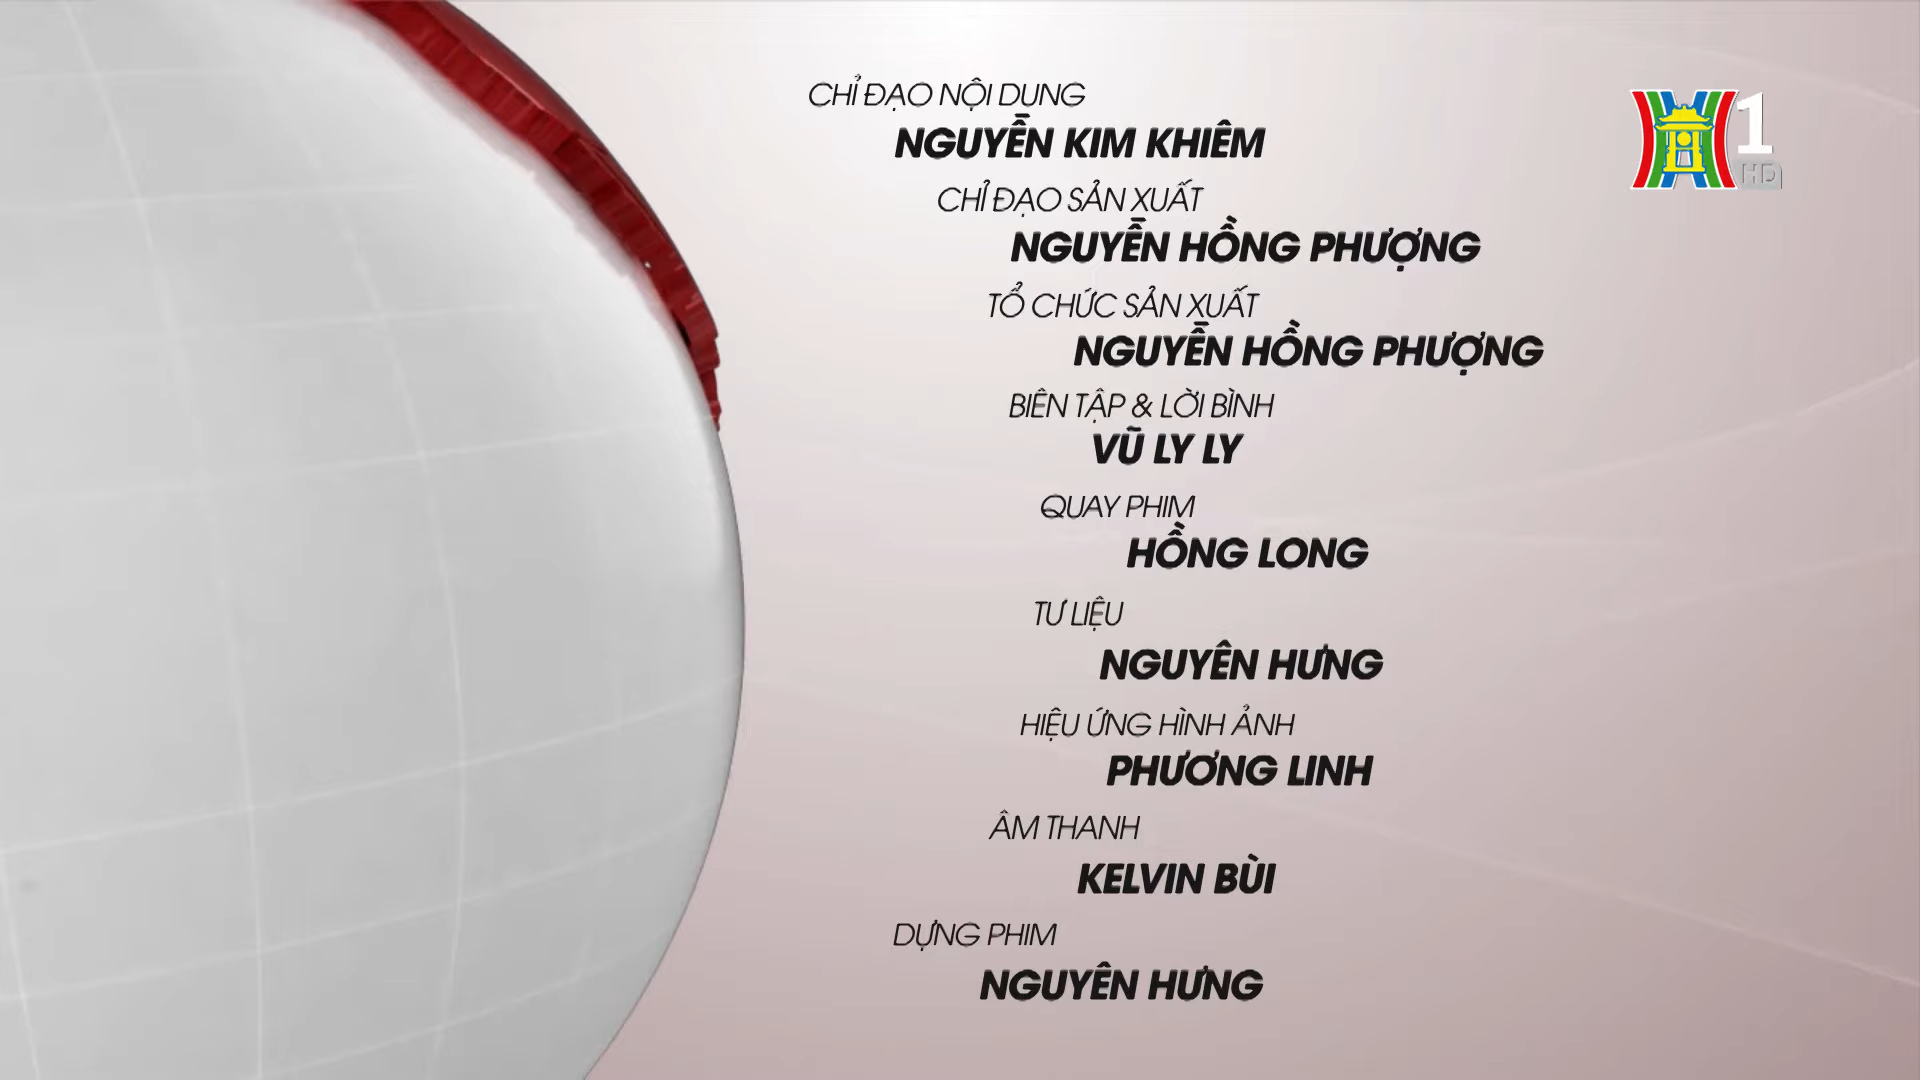 CHỈ ĐẠO NỘI DUNG
NGUYỄN KIM KHIÊM
CHỈ ĐẠO SẢN XUẤT
NGUYỄN HỒNG PHƯỢNG
TỔ CHỨC SẢN XUẤT
NGUYỄN HỒNG PHƯỢNG
BIÊN TẬP & LỜI BÌNH
VŨ LY LY
QUAY PHIM
HỒNG LONG
TƯ LIỆU
NGUYÊN HƯNG
HIỆU ỨNG HÌNH ẢNH
PHƯƠNG LINH
ÂM THANH
KELVIN BÙI
DỰNG PHIM
NGUYÊN HƯNG
H1
HD